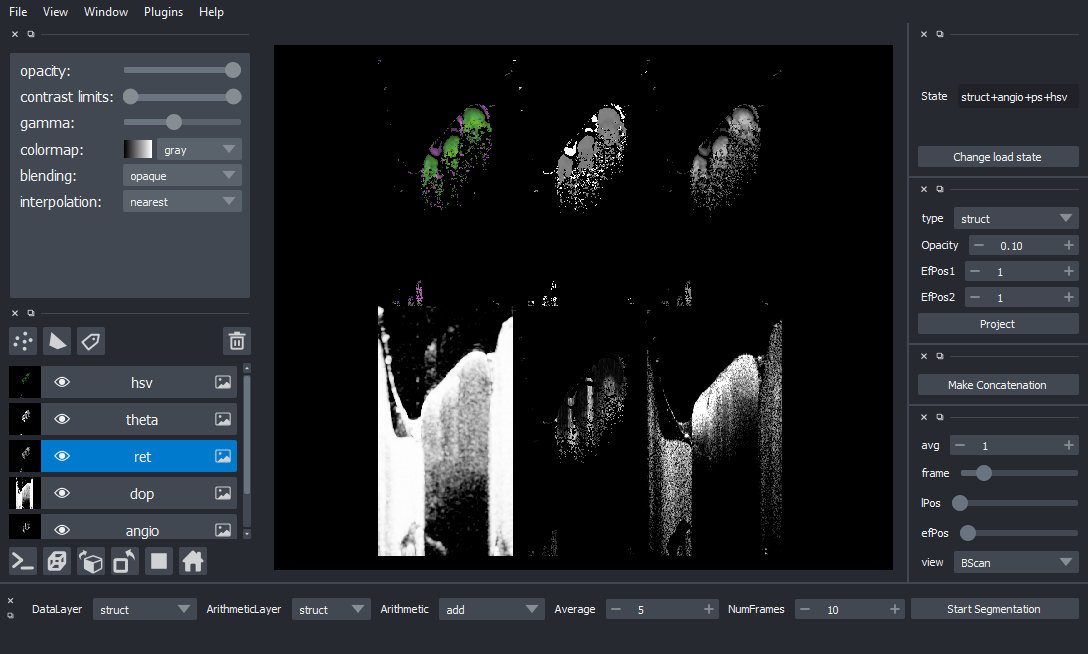 File View Window Plugins Help
opacity:
contrast limits:
gamma:
colormap: gray
blending: opaque
interpolation: nearest
hsv
theta
ret
dop
angio
State struct+angio+ps+hsv
Change load state
type struct
Opacity 0.10
EfPos1 1
EfPos2 1
Project
Make Concatenation
avg 1
frame
lPos
efPos
view BScan
DataLayer struct ArithmeticLayer struct Arithmetic add Average 5 NumFrames 10 Start Segmentation